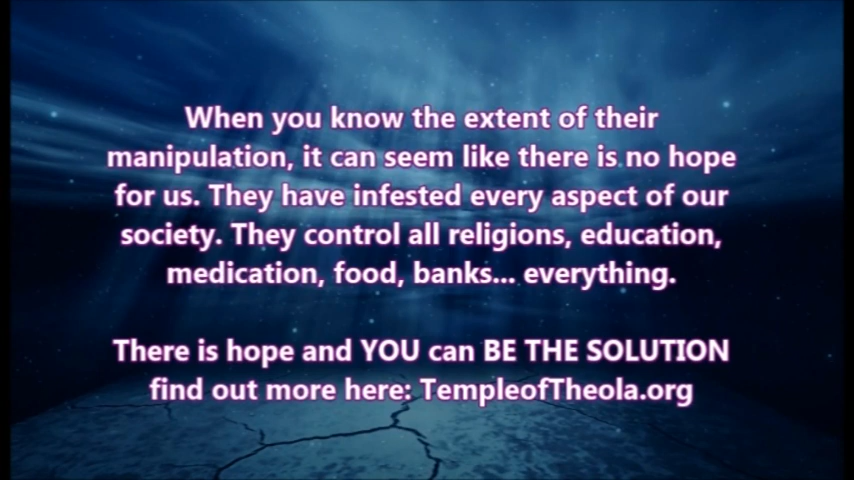 When you know the extent of their
manipulation, it can seem like there is no hope
for us. They have infested every aspect of our
society. They control all religions, education,
medication, food, banks... everything.
There is hope and YOU can BE THE SOLUTION
find out more here: TempleofTheola.org